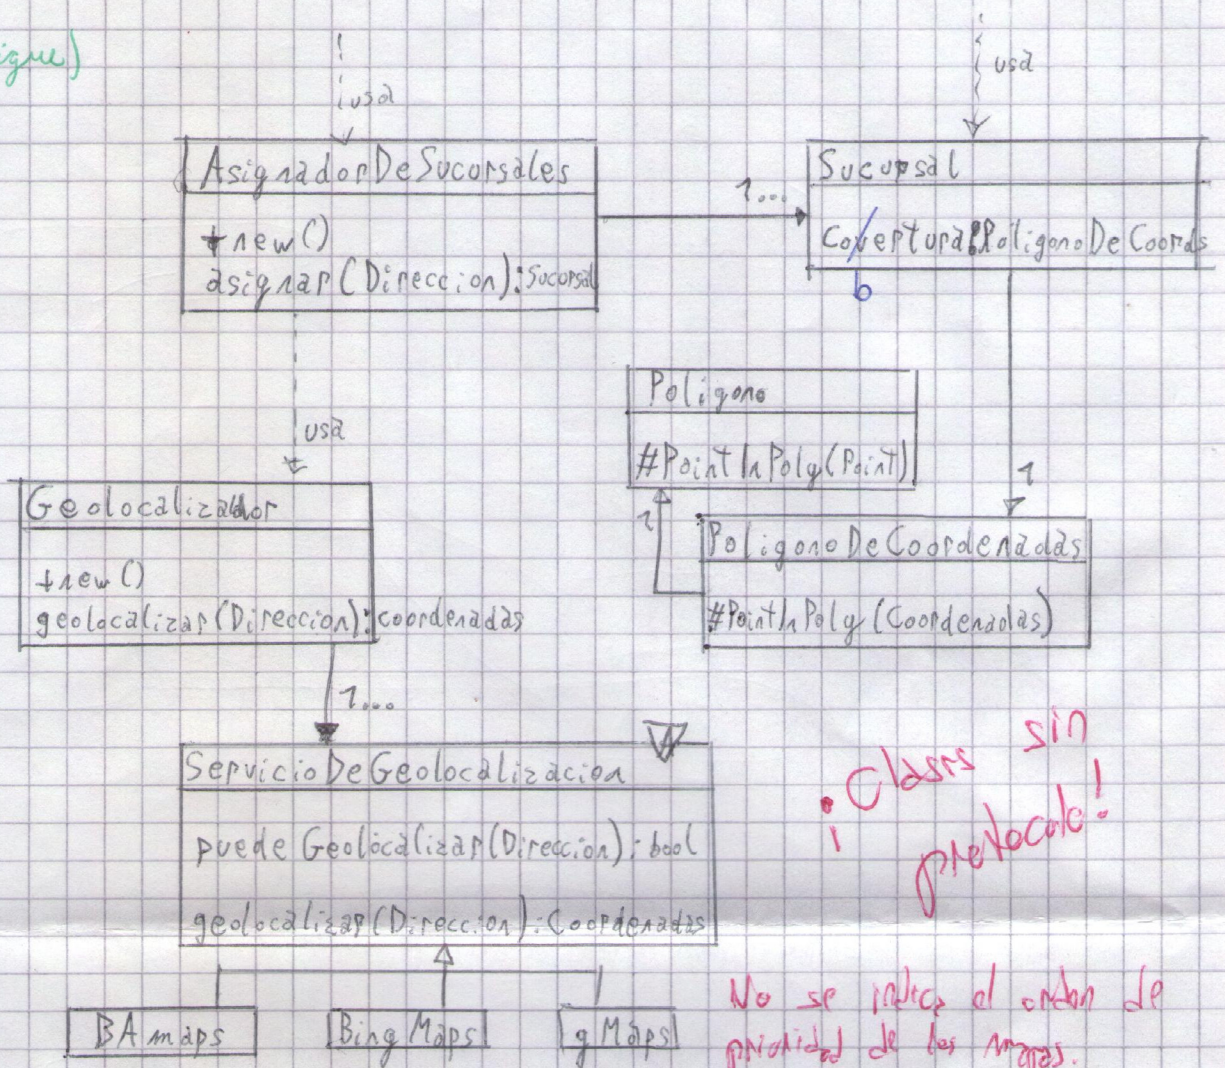 usa
usa
AsignadorDeSucursales
+new()
asignar(Direccion):Sucursal
1...
Sucursal
Covertura:PoligonoDeCoords
b
usa
Poligono
#PointInPoly(Point)
1
1
Geolocalizador
+new()
geolocalizar(Direccion):coordenadas
PoligonoDeCoordenadas
#PointInPoly(Coordenadas)
1...
ServicioDeGeolocalizacion
puedeGeolocalizar(Direccion):bool
geolocalizar(Direccion):Coordenadas
¡Clases sin
protocolo!
BAmaps
BingMaps
gMaps
No se indica el orden de
prioridad de los mapas.